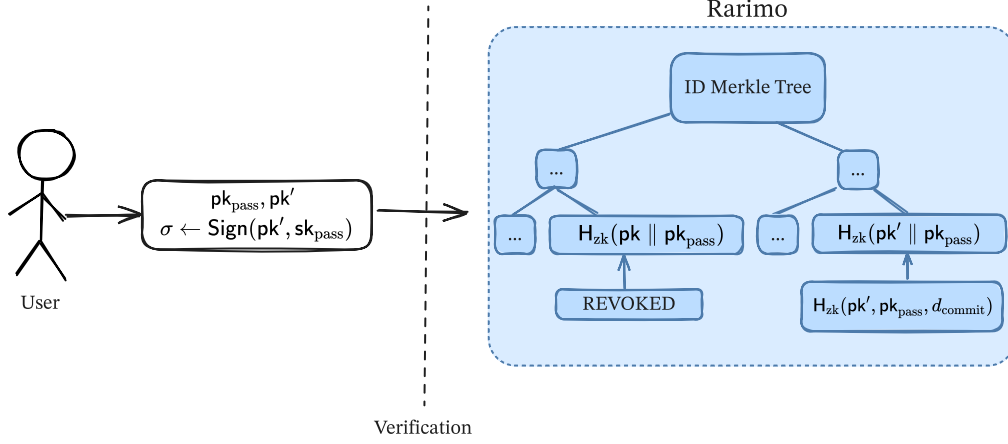 Rarimo
ID Merkle Tree
... ...
pk_pass, pk′
σ ← Sign(pk′, sk_pass)
... H_zk(pk ∥ pk_pass) ... H_zk(pk′ ∥ pk_pass)
REVOKED H_zk(pk′, pk_pass, d_commit)
User
Verification